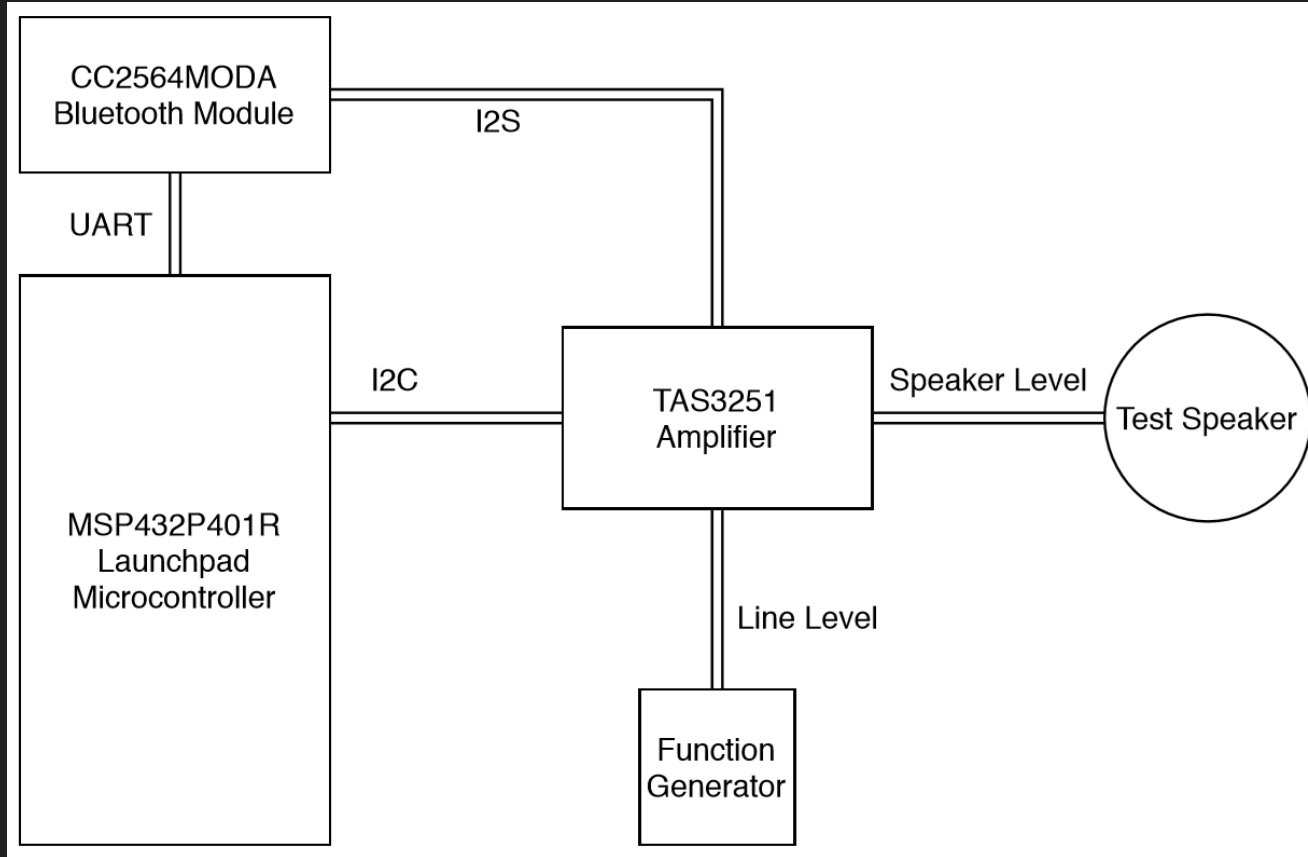 CC2564MODA
Bluetooth Module
I2S
UART
I2C
TAS3251
Amplifier
Speaker Level
Test Speaker
MSP432P401R
Launchpad
Microcontroller
Line Level
Function
Generator